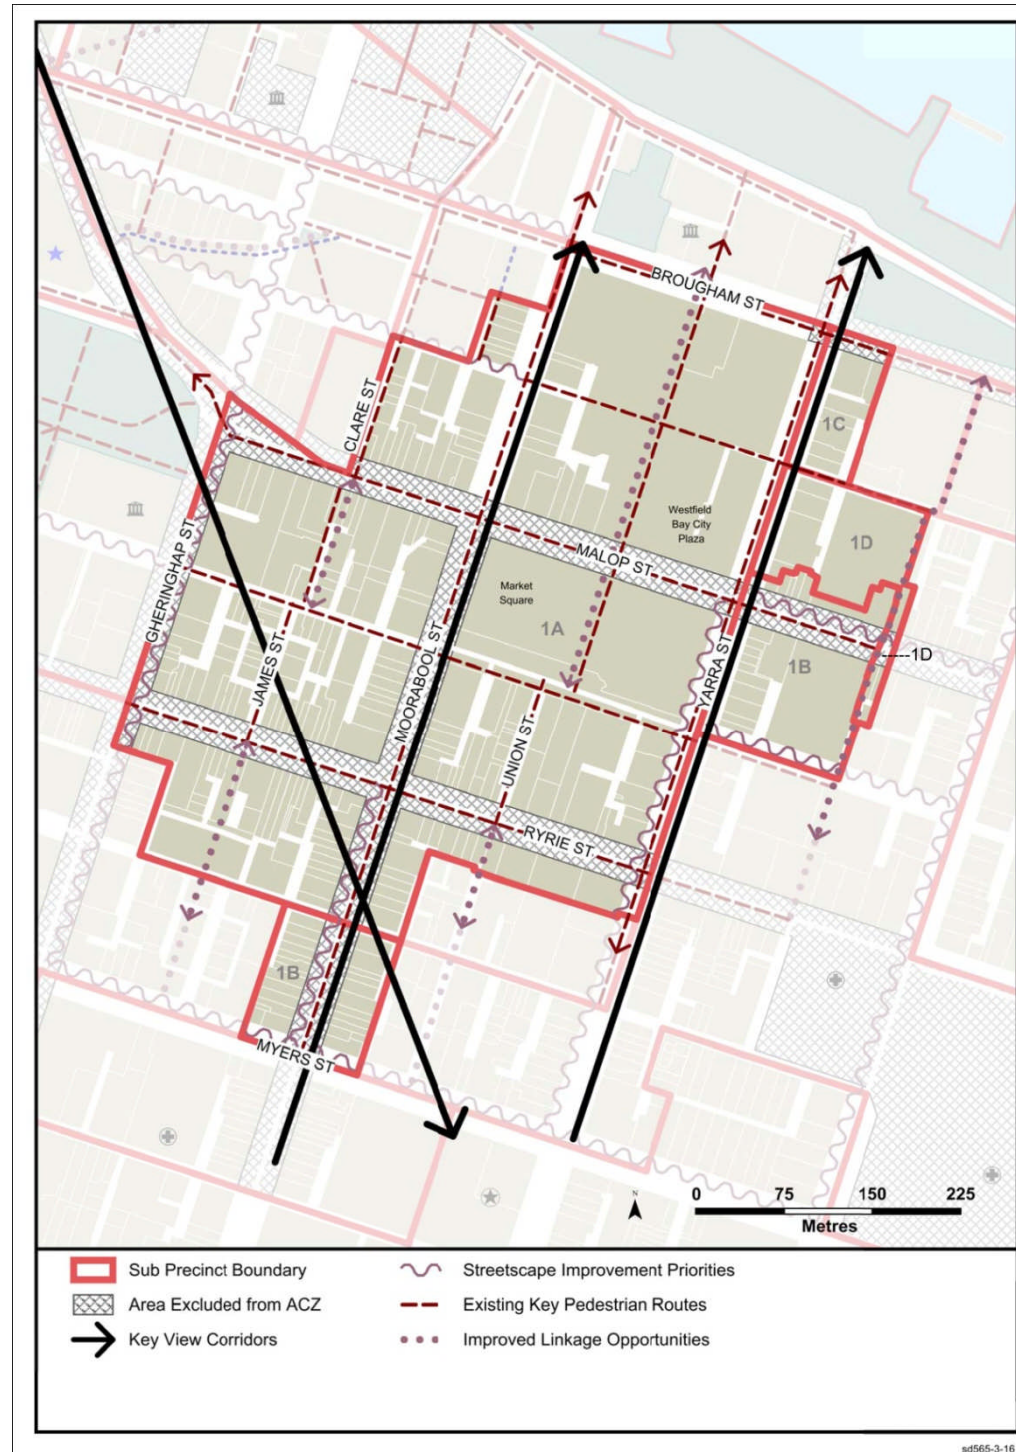 BROUGHAM ST
CLARE ST
1C
Westfield
Bay City
Plaza
1D
MALOP ST
GHERINGHAP ST
Market
Square
1A
JAMES ST
MOORABOOL ST
YARRA ST
1B
1D
UNION ST.
RYRIE ST.
1B
MYERS ST
N
0 75 150 225
Metres
Sub Precinct Boundary
Streetscape Improvement Priorities
Area Excluded from ACZ
Existing Key Pedestrian Routes
Key View Corridors
Improved Linkage Opportunities
sd565-3-16